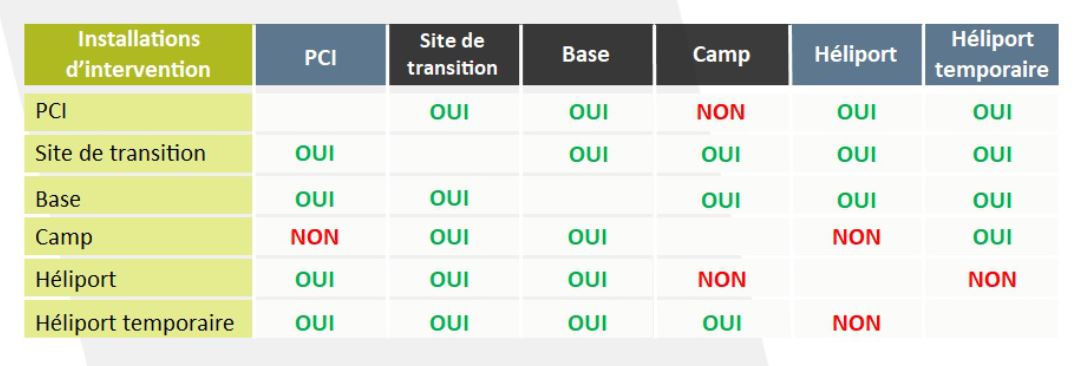 Installations d’intervention PCI Site de transition Base Camp Héliport Héliport temporaire
PCI OUI OUI NON OUI OUI
Site de transition OUI OUI OUI OUI OUI
Base OUI OUI OUI OUI OUI
Camp NON OUI OUI NON OUI
Héliport OUI OUI OUI NON NON
Héliport temporaire OUI OUI OUI OUI NON